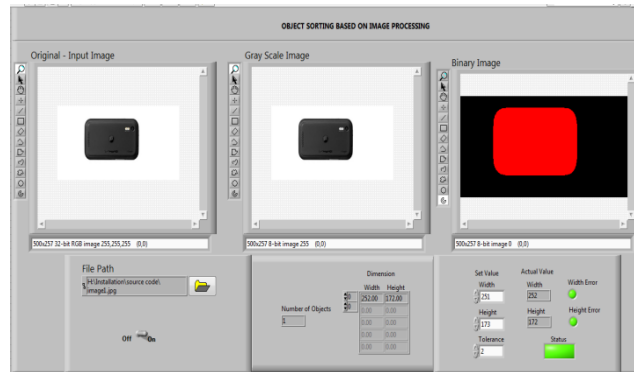 OBJECT SORTING BASED ON IMAGE PROCESSING
Original - Input Image
Gray Scale Image
Binary Image
500x257 32-bit RGB image 255,255,255 (0,0)
500x257 8-bit image 255 (0,0)
500x257 8-bit image 0 (0,0)
File Path
H:\Installation\source code\
image1.jpg
Off On
Number of Objects
1
Dimension
Width Height
0 252.00 172.00
0 0.00 0.00
0.00 0.00
0.00 0.00
0.00 0.00
Set Value Actual Value
Width Width Width Error
251 252
Height Height Height Error
173 172
Tolerance Status
2